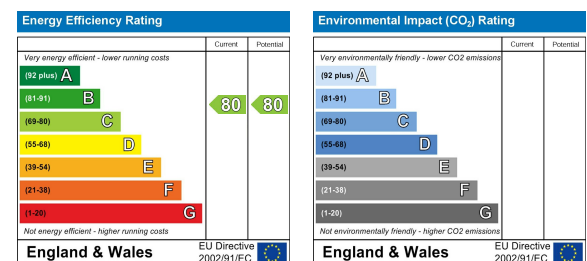 Energy Efficiency Rating
Current Potential
Very energy efficient - lower running costs
(92 plus) A
(81-91) B
(69-80) C
(55-68) D
(39-54) E
(21-38) F
(1-20) G
80 80
Not energy efficient - higher running costs
England & Wales
EU Directive
2002/91/EC
Environmental Impact (CO₂) Rating
Current Potential
Very environmentally friendly - lower CO2 emissions
(92 plus) A
(81-91) B
(69-80) C
(55-68) D
(39-54) E
(21-38) F
(1-20) G
Not environmentally friendly - higher CO2 emissions
England & Wales
EU Directive
2002/91/EC